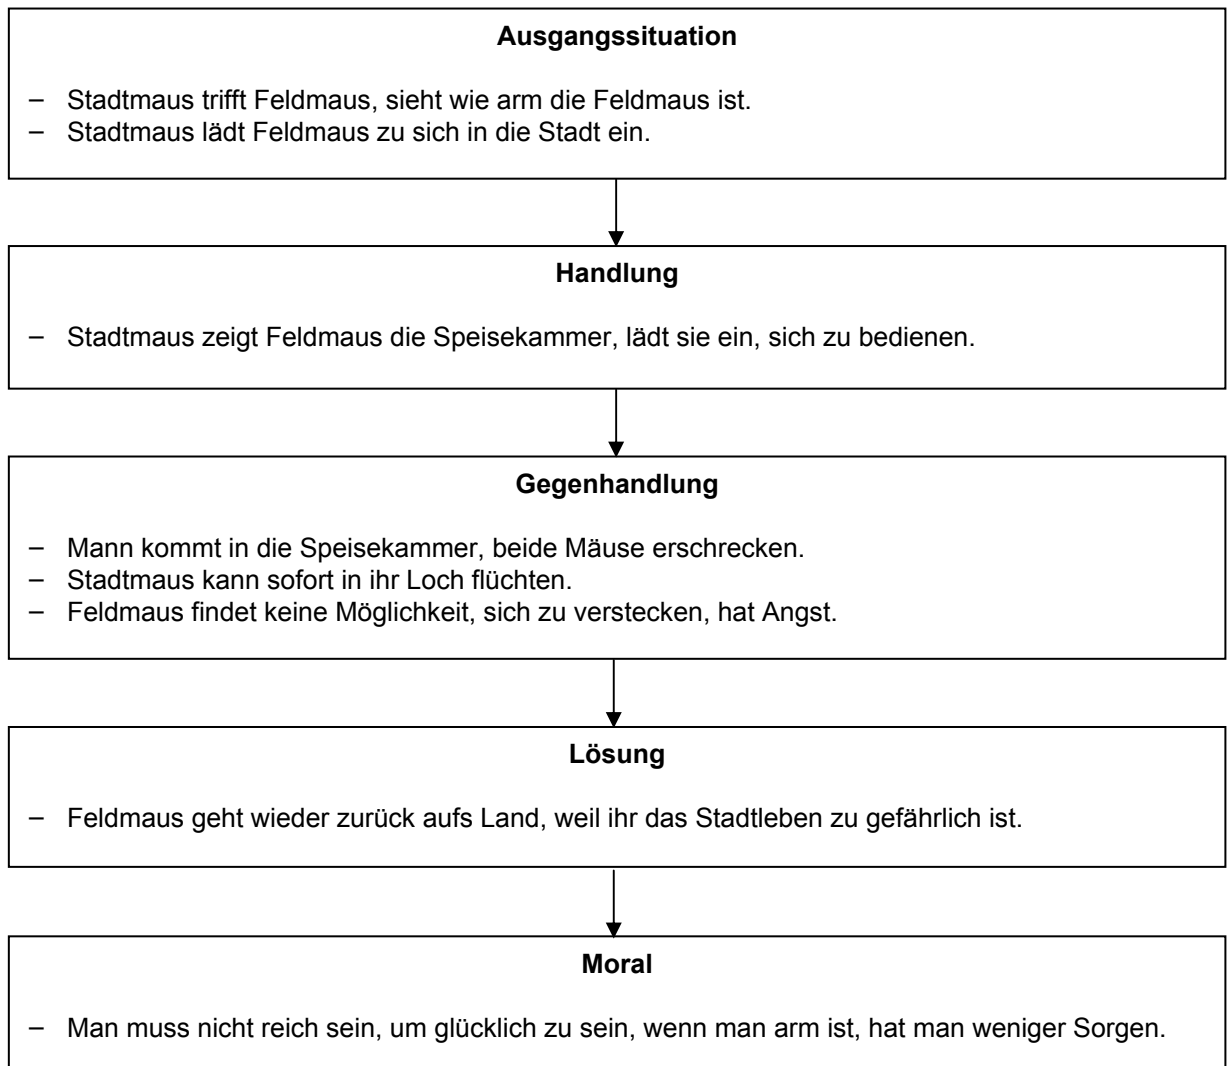 Ausgangssituation
– Stadtmaus trifft Feldmaus, sieht wie arm die Feldmaus ist.
– Stadtmaus lädt Feldmaus zu sich in die Stadt ein.
Handlung
– Stadtmaus zeigt Feldmaus die Speisekammer, lädt sie ein, sich zu bedienen.
Gegenhandlung
– Mann kommt in die Speisekammer, beide Mäuse erschrecken.
– Stadtmaus kann sofort in ihr Loch flüchten.
– Feldmaus findet keine Möglichkeit, sich zu verstecken, hat Angst.
Lösung
– Feldmaus geht wieder zurück aufs Land, weil ihr das Stadtleben zu gefährlich ist.
Moral
– Man muss nicht reich sein, um glücklich zu sein, wenn man arm ist, hat man weniger Sorgen.